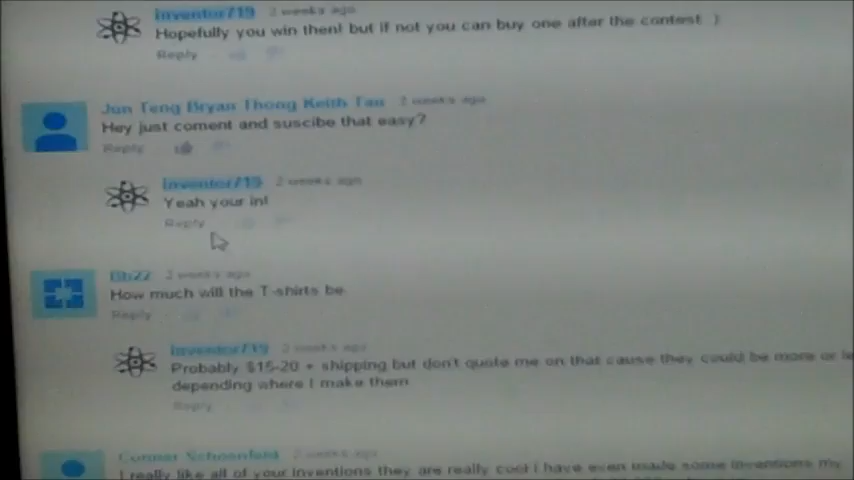 inventor719 2 weeks ago
Hopefully you win then! but if not you can buy one after the contest :)
Reply
Jun Teng Bryan Thong Keith Tan 2 weeks ago
Hey just coment and suscibe that easy?
Reply
inventor719 2 weeks ago
Yeah your in!
Reply
2 weeks ago
How much will the T-shirts be
Reply
inventor719 2 weeks ago
Probably $15-20 + shipping but don't quote me on that cause they could be more or le
depending where I make them
Reply
Connor 2 weeks ago
I really like all of your inventions they are really cool I have even made some inventions my